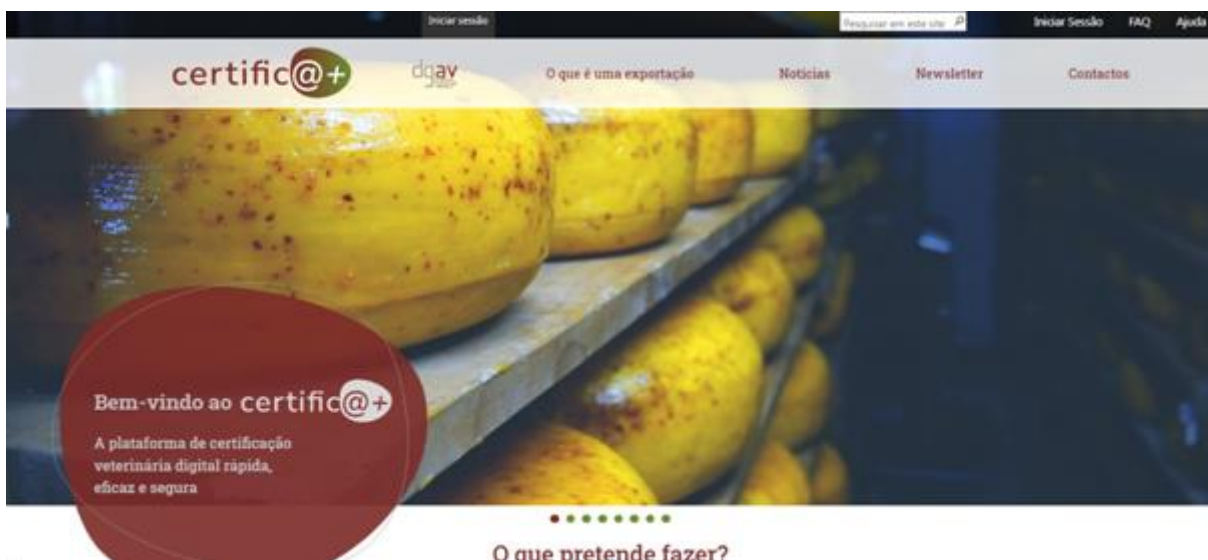 Iniciar sessão
Pesquisar em este site
Iniciar Sessão FAQ Ajuda
certific@+
dgav
O que é uma exportação Notícias Newsletter Contactos
Bem-vindo ao certific@+
A plataforma de certificação
veterinária digital rápida,
eficaz e segura
O que pretende fazer?